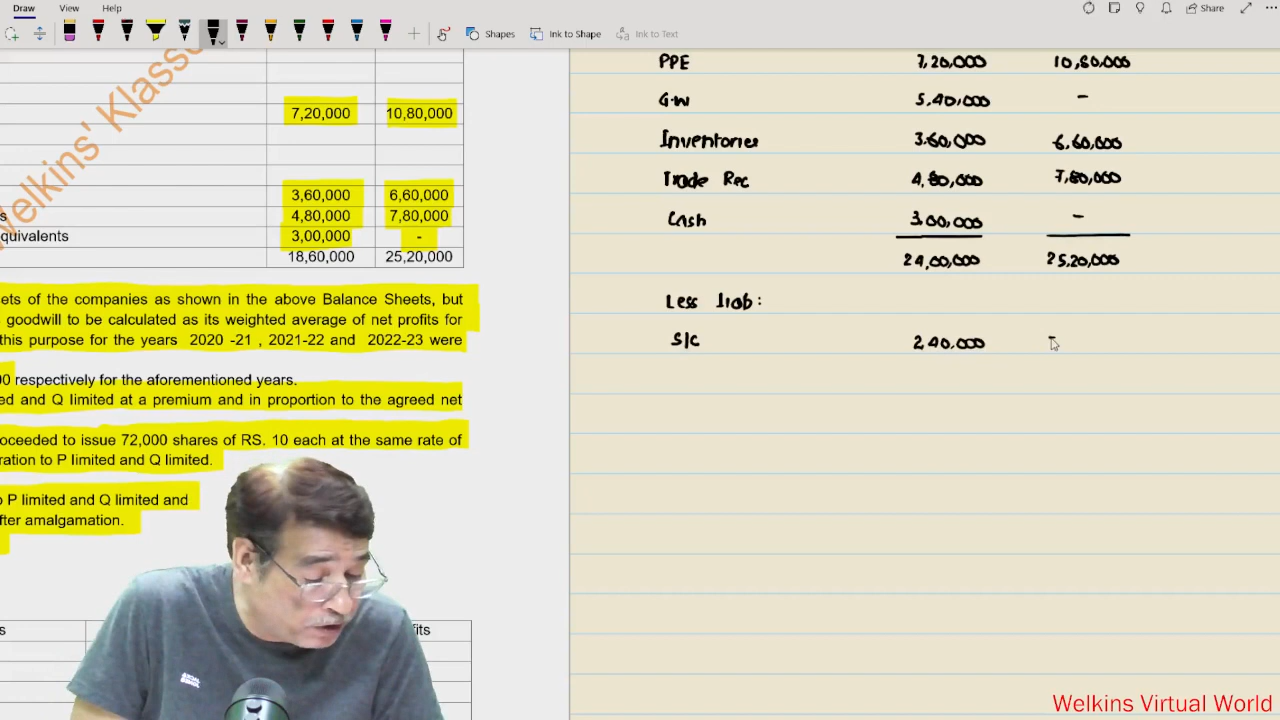 Draw View Help
Shapes Ink to Shape Ink to Text Share
Welkins' Klasses
7,20,000 10,80,000
3,60,000 6,60,000
s 4,80,000 7,80,000
quivalents 3,00,000 -
18,60,000 25,20,000
ets of the companies as shown in the above Balance Sheets, but
goodwill to be calculated as its weighted average of net profits for
this purpose for the years 2020 -21 , 2021-22 and 2022-23 were
00 respectively for the aforementioned years.
ed and Q limited at a premium and in proportion to the agreed net
oceeded to issue 72,000 shares of RS. 10 each at the same rate of
ration to P limited and Q limited.
o P limited and Q limited and
fter amalgamation.
s fits
PPE 7,20,000 10,80,000
G.W 5,40,000 -
Inventories 3,60,000 6,60,000
Trade Rec 4,80,000 7,80,000
Cash 3,00,000 -
24,00,000 25,20,000
Less liab:
S/C 2,40,000 -
Welkins Virtual World